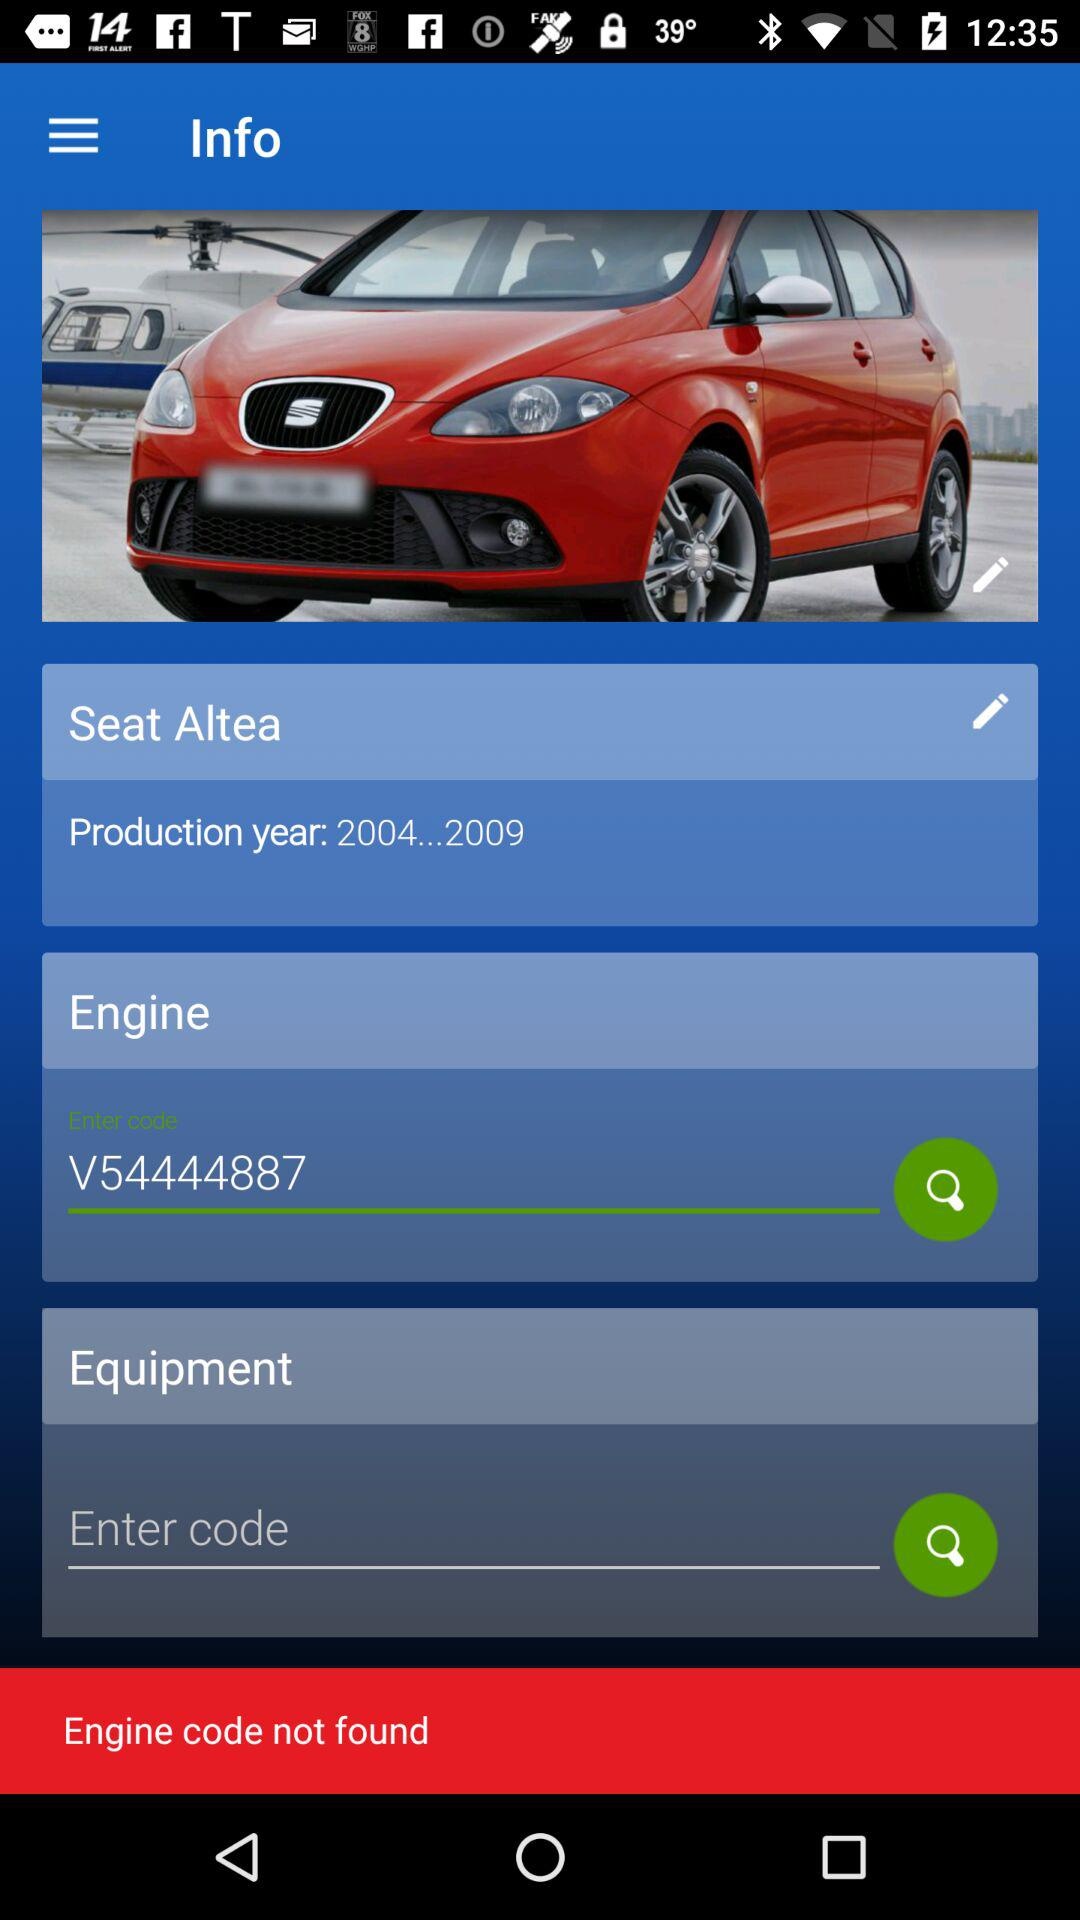 14 FIRST ALERT FOX 8 WGHP FAKE 39° 12:35
Info
Seat Altea
Production year: 2004...2009
Engine
Enter code
V54444887
Equipment
Enter code
Engine code not found